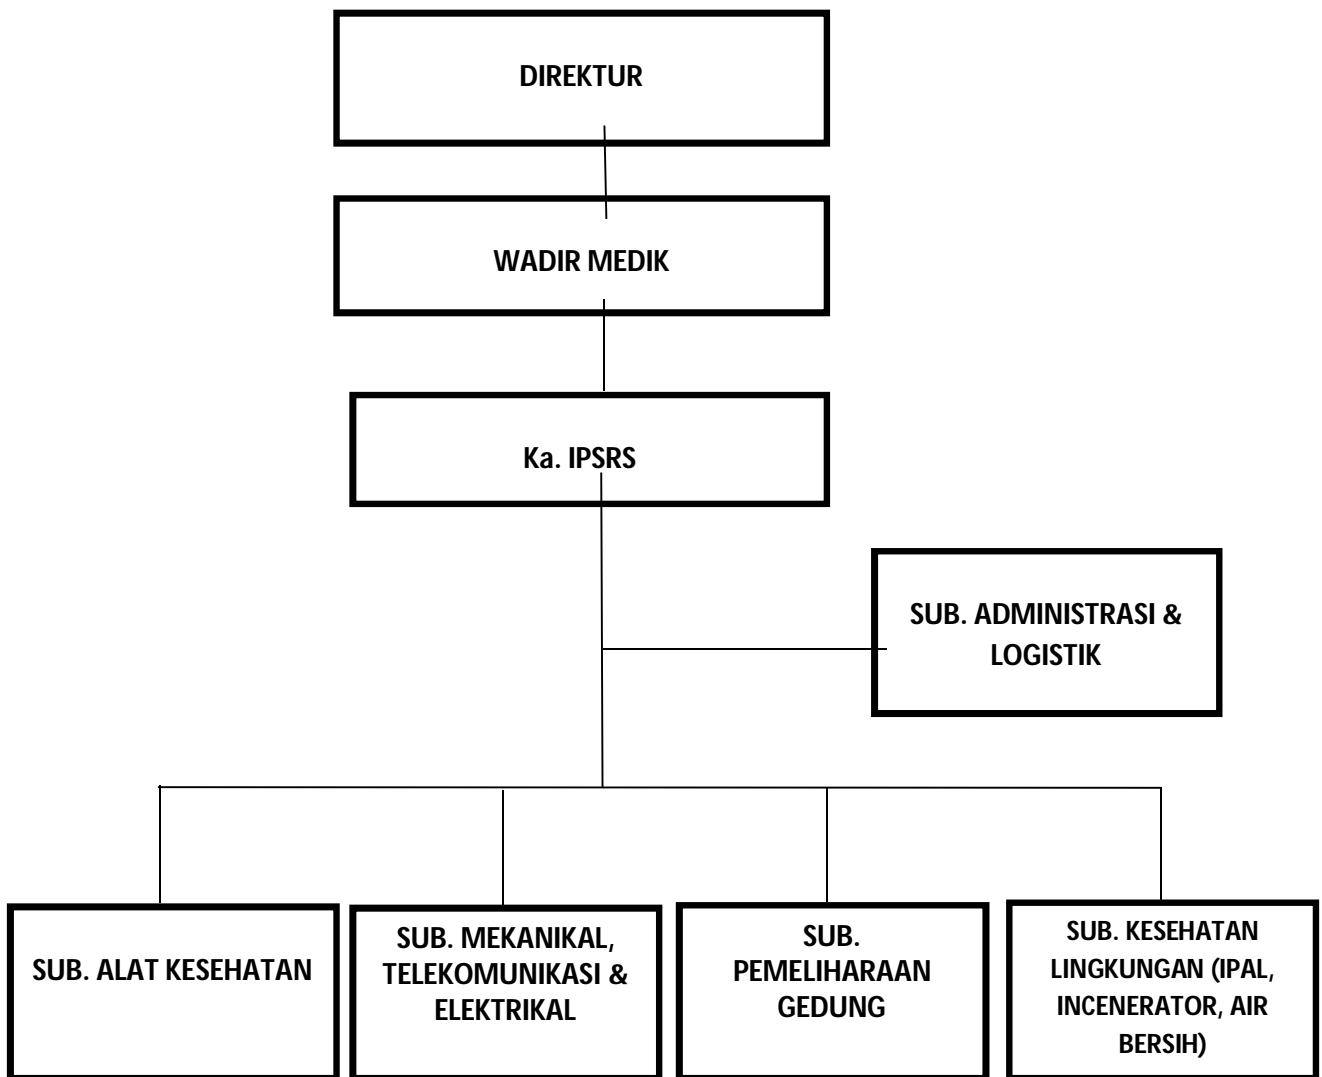 DIREKTUR
WADIR MEDIK
Ka. IPSRS
SUB. ADMINISTRASI &
LOGISTIK
SUB. ALAT KESEHATAN
SUB. MEKANIKAL,
TELEKOMUNIKASI &
ELEKTRIKAL
SUB.
PEMELIHARAAN
GEDUNG
SUB. KESEHATAN
LINGKUNGAN (IPAL,
INCENERATOR, AIR
BERSIH)